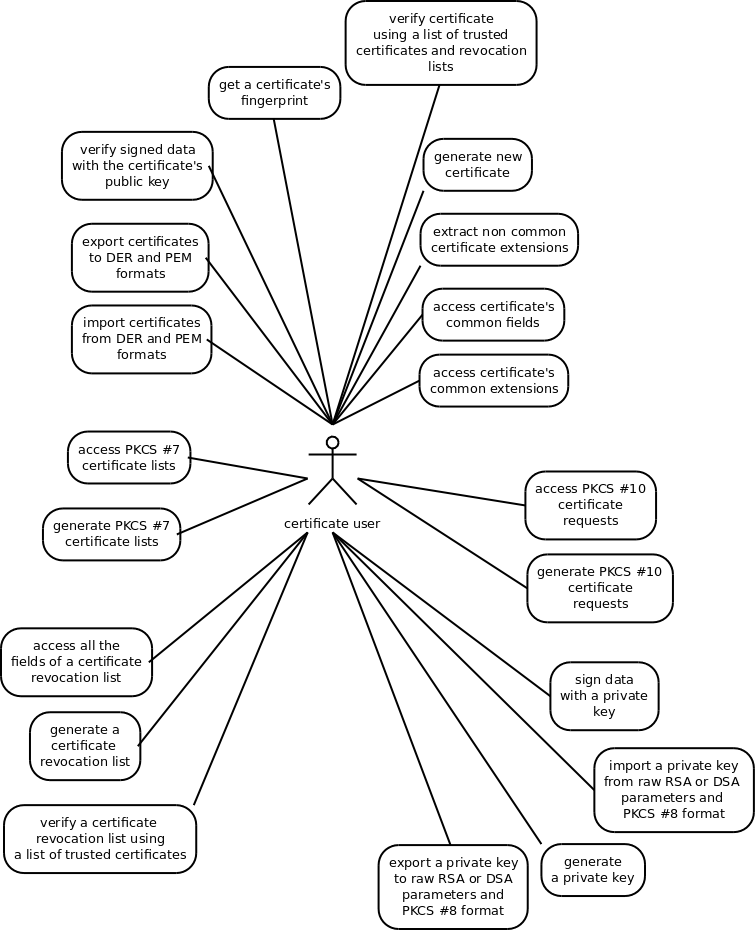 verify certificate
using a list of trusted
certificates and revocation
lists
get a certificate's
fingerprint
verify signed data
with the certificate's
public key
generate new
certificate
export certificates
to DER and PEM
formats
extract non common
certificate extensions
import certificates
from DER and PEM
formats
access certificate's
common fields
access certificate's
common extensions
access PKCS #7
certificate lists
generate PKCS #7
certificate lists
certificate user
access PKCS #10
certificate
requests
generate PKCS #10
certificate
requests
access all the
fields of a certificate
revocation list
generate a
certificate
revocation list
verify a certificate
revocation list using
a list of trusted certificates
sign data
with a private
key
import a private key
from raw RSA or DSA
parameters and
PKCS #8 format
export a private key
to raw RSA or DSA
parameters and
PKCS #8 format
generate
a private key